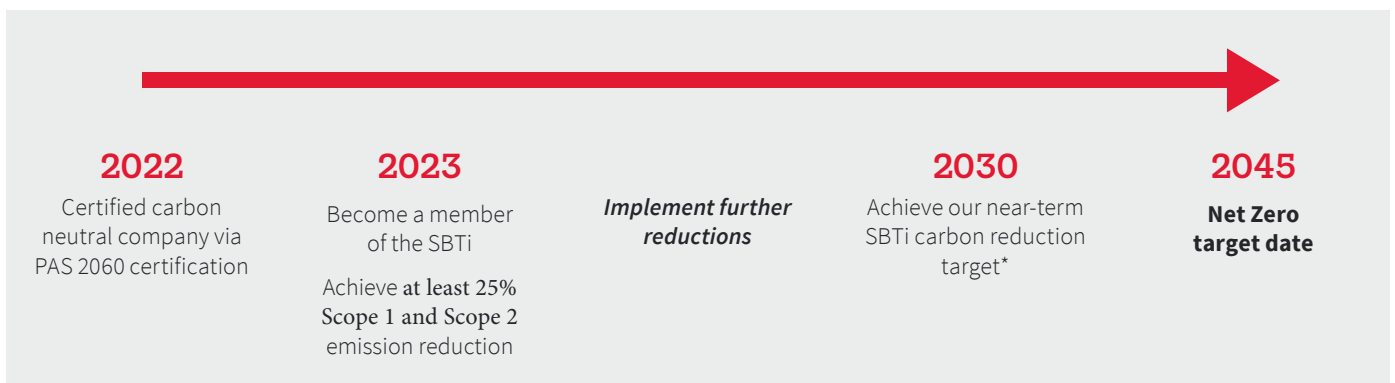 2022
Certified carbon
neutral company via
PAS 2060 certification
2023
Become a member
of the SBTi
Achieve at least 25%
Scope 1 and Scope 2
emission reduction
Implement further
reductions
2030
Achieve our near-term
SBTi carbon reduction
target*
2045
Net Zero
target date